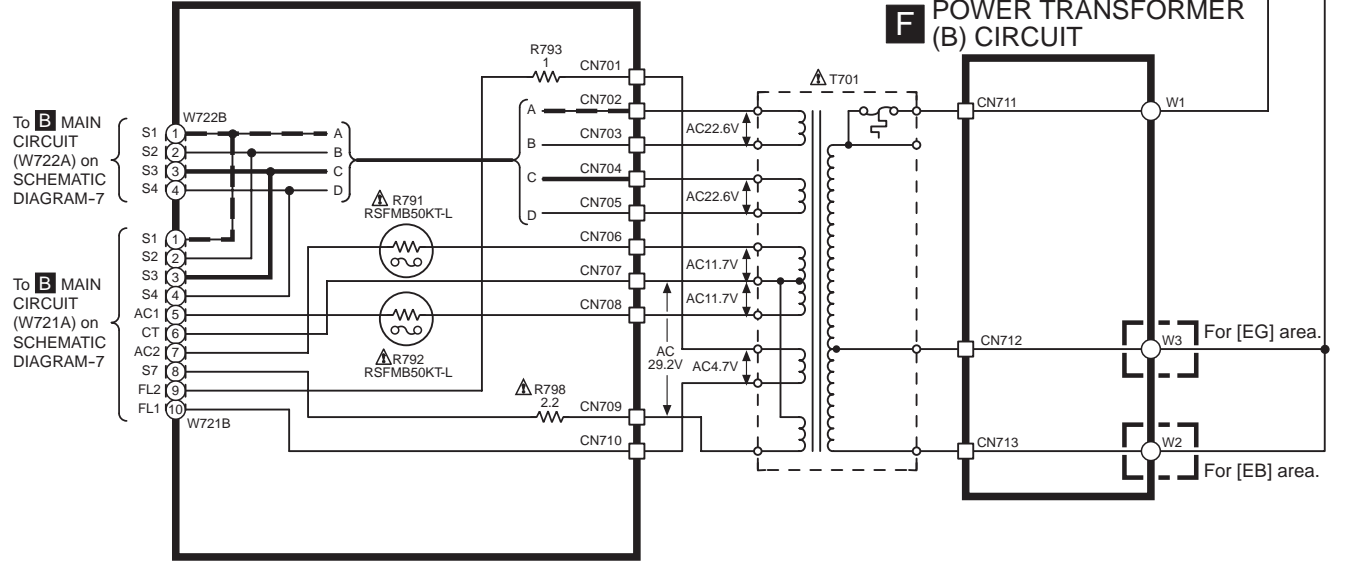 F POWER TRANSFORMER
(B) CIRCUIT
To B MAIN
CIRCUIT
(W722A) on
SCHEMATIC
DIAGRAM-7
W722B
S1 1
S2 2
S3 3
S4 4
A
B
C
D
To B MAIN
CIRCUIT
(W721A) on
SCHEMATIC
DIAGRAM-7
S1 1
S2 2
S3 3
S4 4
AC1 5
CT 6
AC2 7
S7 8
FL2 9
FL1 10
W721B
R793
1
R791
RSFMB50KT-L
R792
RSFMB50KT-L
R798
2.2
A
B
C
D
CN701
CN702
CN703
CN704
CN705
CN706
CN707
CN708
CN709
CN710
T701
AC22.6V
AC22.6V
AC11.7V
AC11.7V
AC
29.2V
AC4.7V
CN711
W1
CN712
W3
For [EG] area.
CN713
W2
For [EB] area.